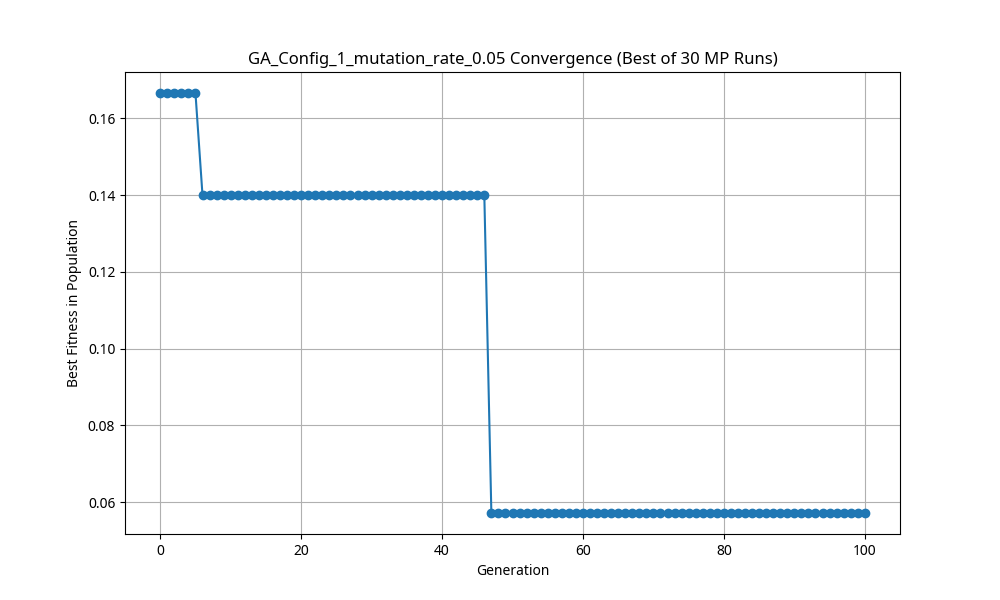 GA_Config_1_mutation_rate_0.05 Convergence (Best of 30 MP Runs)
Best Fitness in Population
0.16
0.14
0.12
0.10
0.08
0.06
0 20 40 60 80 100
Generation